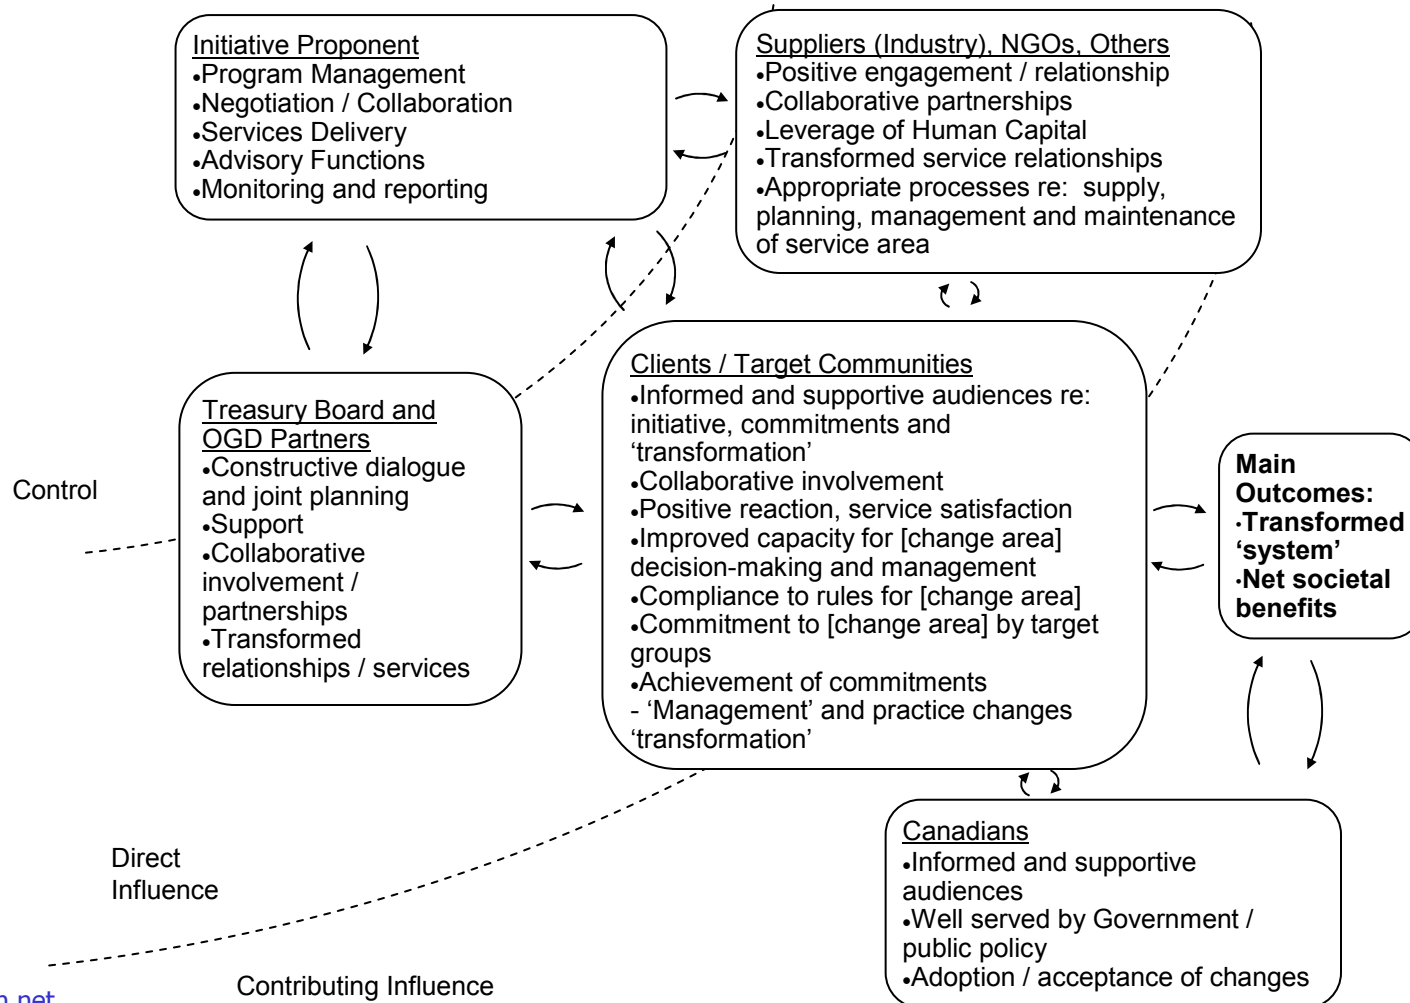 Initiative Proponent
•Program Management
•Negotiation / Collaboration
•Services Delivery
•Advisory Functions
•Monitoring and reporting
Suppliers (Industry), NGOs, Others
•Positive engagement / relationship
•Collaborative partnerships
•Leverage of Human Capital
•Transformed service relationships
•Appropriate processes re:  supply,
planning, management and maintenance
of service area
Treasury Board and
OGD Partners
•Constructive dialogue
and joint planning
•Support
•Collaborative
involvement /
partnerships
•Transformed
relationships / services
Clients / Target Communities
•Informed and supportive audiences re:
initiative, commitments and
‘transformation’
•Collaborative involvement
•Positive reaction, service satisfaction
•Improved capacity for [change area]
decision-making and management
•Compliance to rules for [change area]
•Commitment to [change area] by target
groups
•Achievement of commitments
- ‘Management’ and practice changes
‘transformation’
Main
Outcomes:
·Transformed
‘system’
·Net societal
benefits
Control
Canadians
•Informed and supportive
audiences
•Well served by Government /
public policy
•Adoption / acceptance of changes
Direct
Influence
Contributing Influence